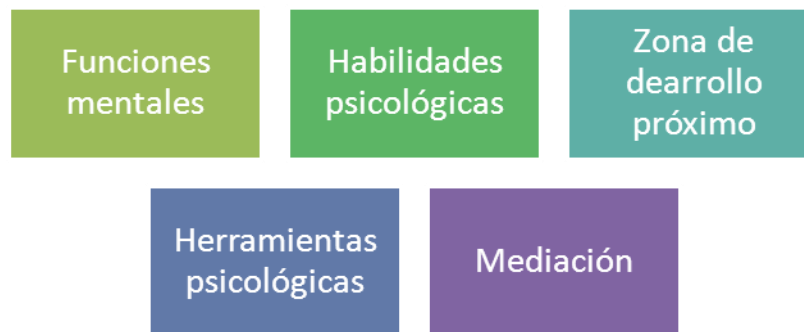 Funciones
mentales
Habilidades
psicológicas
Zona de
dearrollo
próximo
Herramientas
psicológicas
Mediación